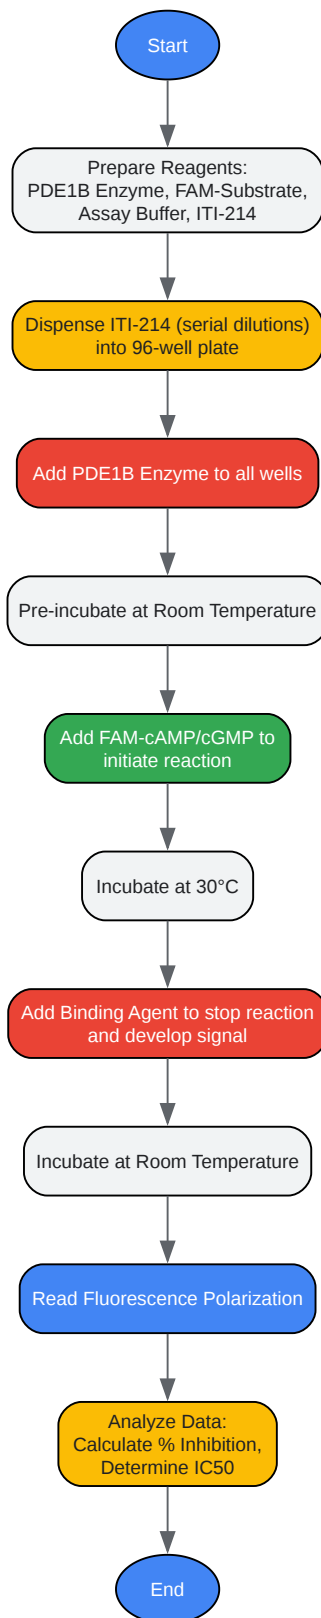 Start
Prepare Reagents:
PDE1B Enzyme, FAM-Substrate,
Assay Buffer, ITI-214
Dispense ITI-214 (serial dilutions)
into 96-well plate
Add PDE1B Enzyme to all wells
Pre-incubate at Room Temperature
Add FAM-cAMP/cGMP to
initiate reaction
Incubate at 30°C
Add Binding Agent to stop reaction
and develop signal
Incubate at Room Temperature
Read Fluorescence Polarization
Analyze Data:
Calculate % Inhibition,
Determine IC50
End